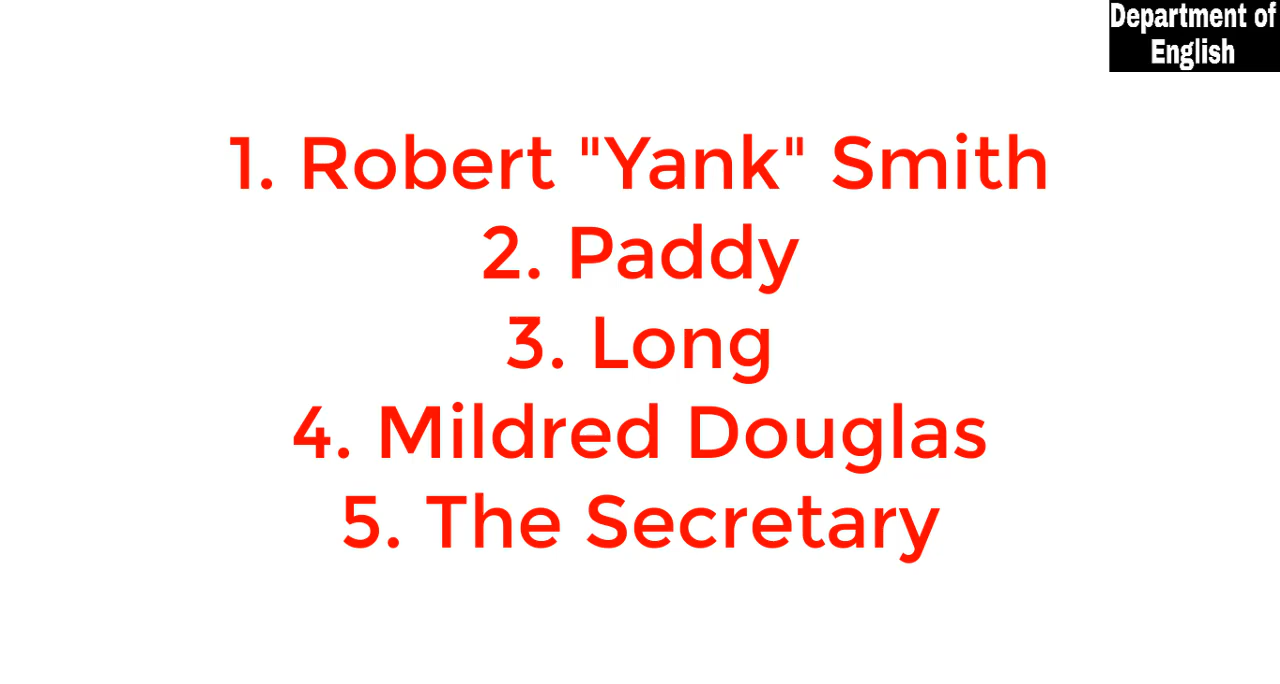 Department of
English
1. Robert "Yank" Smith
2. Paddy
3. Long
4. Mildred Douglas
5. The Secretary